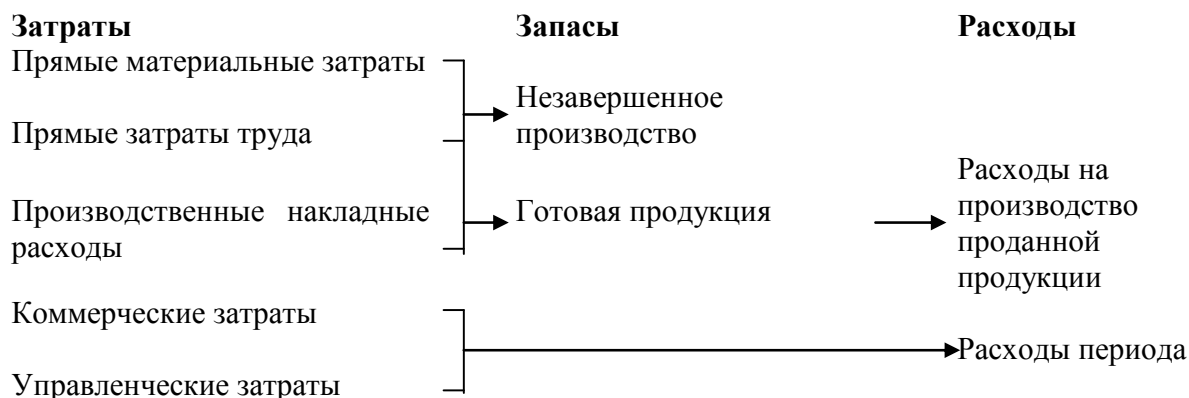 Затраты Запасы Расходы
Прямые материальные затраты
Незавершенное
производство
Прямые затраты труда
Расходы на
производство
проданной
продукции
Производственные накладные
расходы
Готовая продукция
Коммерческие затраты
Расходы периода
Управленческие затраты